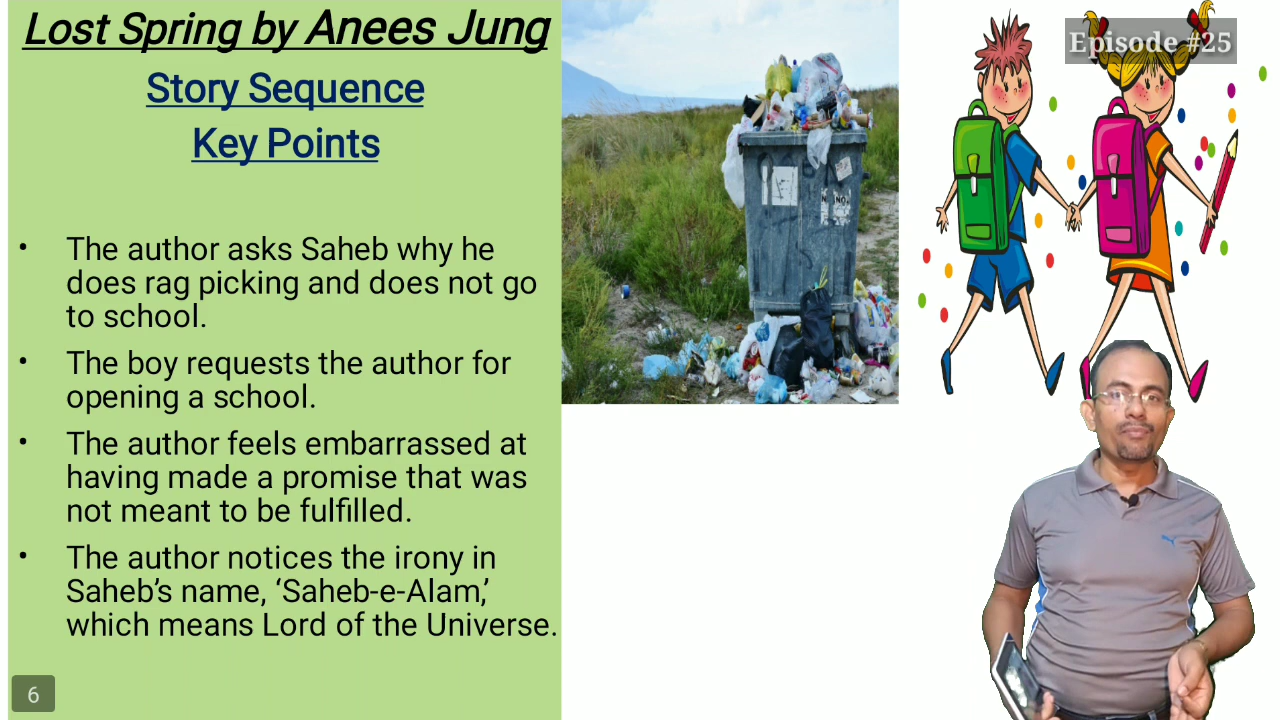 Lost Spring by Anees Jung
Story Sequence
Key Points
• The author asks Saheb why he
does rag picking and does not go
to school.
• The boy requests the author for
opening a school.
• The author feels embarrassed at
having made a promise that was
not meant to be fulfilled.
• The author notices the irony in
Saheb's name, ‘Saheb-e-Alam,’
which means Lord of the Universe.
6
Episode #25